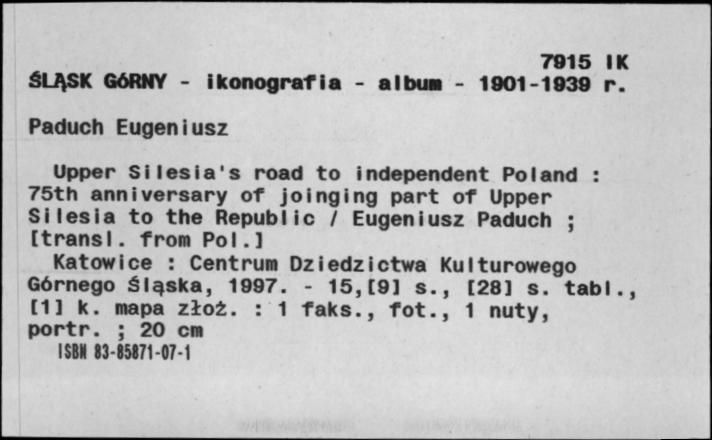 7915 IK
ŚLĄSK GÓRNY - ikonografia - album - 1901-1939 r.
Paduch Eugeniusz
Upper Silesia's road to independent Poland :
75th anniversary of joinging part of Upper
Silesia to the Republic / Eugeniusz Paduch ;
[transl. from Pol.]
Katowice : Centrum Dziedzictwa Kulturowego
Górnego Śląska, 1997. - 15,[9] s., [28] s. tabl.,
[1] k. mapa złoż. : 1 faks., fot., 1 nuty,
portr. ; 20 cm
ISBN 83-85871-07-1